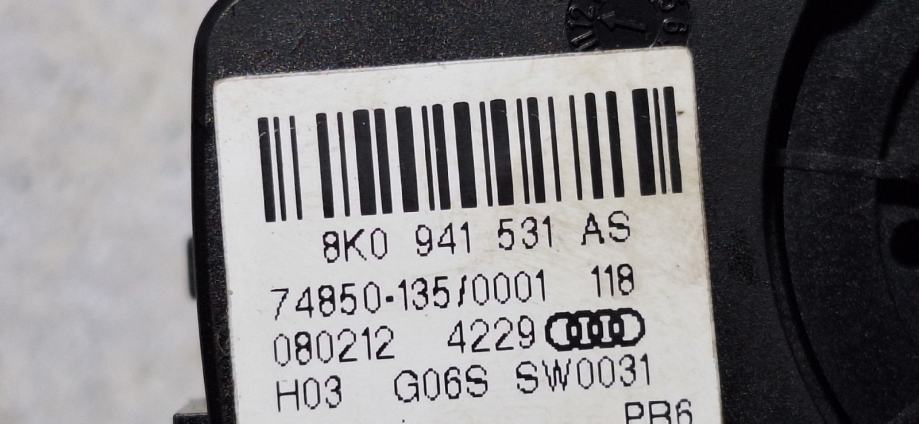 8K0 941 531 AS
74850-135/0001 118
080212 4229
H03 G06S SW0031
PB6